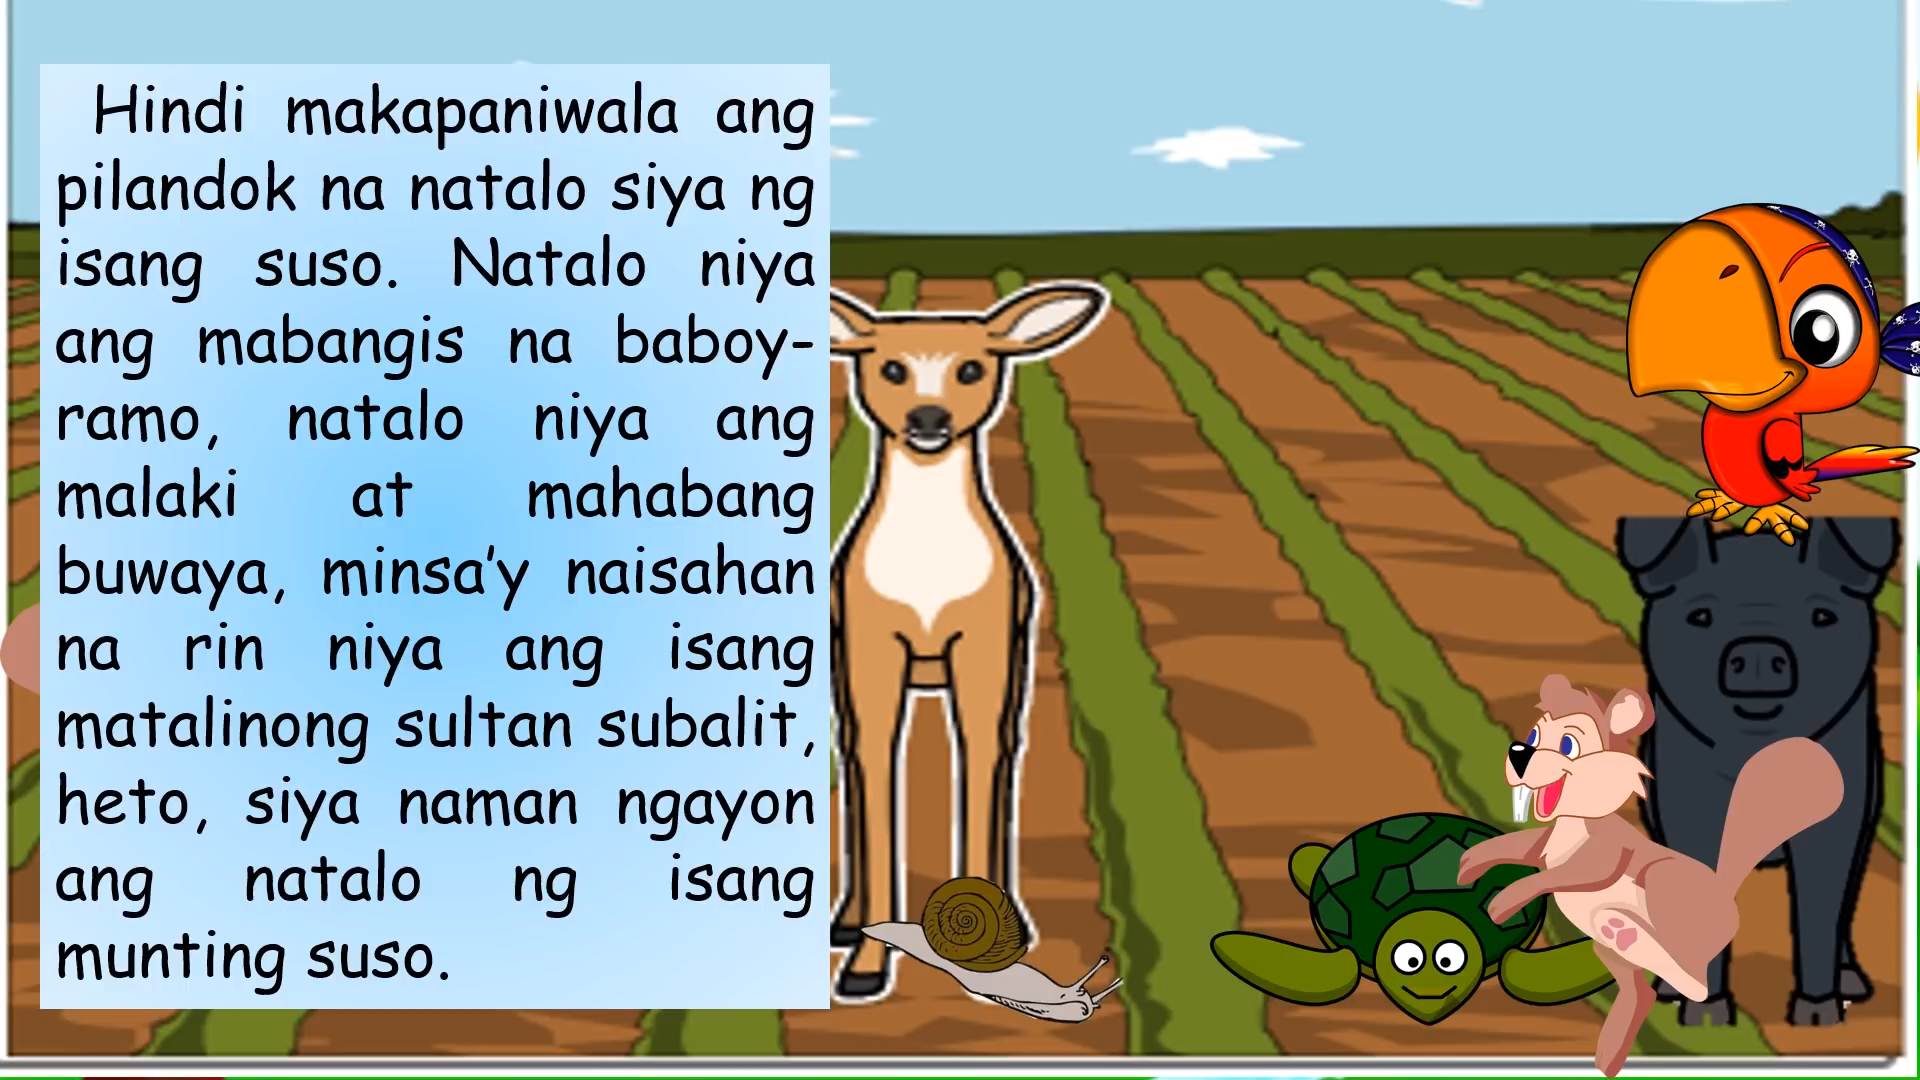 Hindi makapaniwala ang
pilandok na natalo siya ng
isang suso. Natalo niya
ang mabangis na baboy-
ramo, natalo niya ang
malaki at mahabang
buwaya, minsa'y naisahan
na rin niya ang isang
matalinong sultan subalit,
heto, siya naman ngayon
ang natalo ng isang
munting suso.